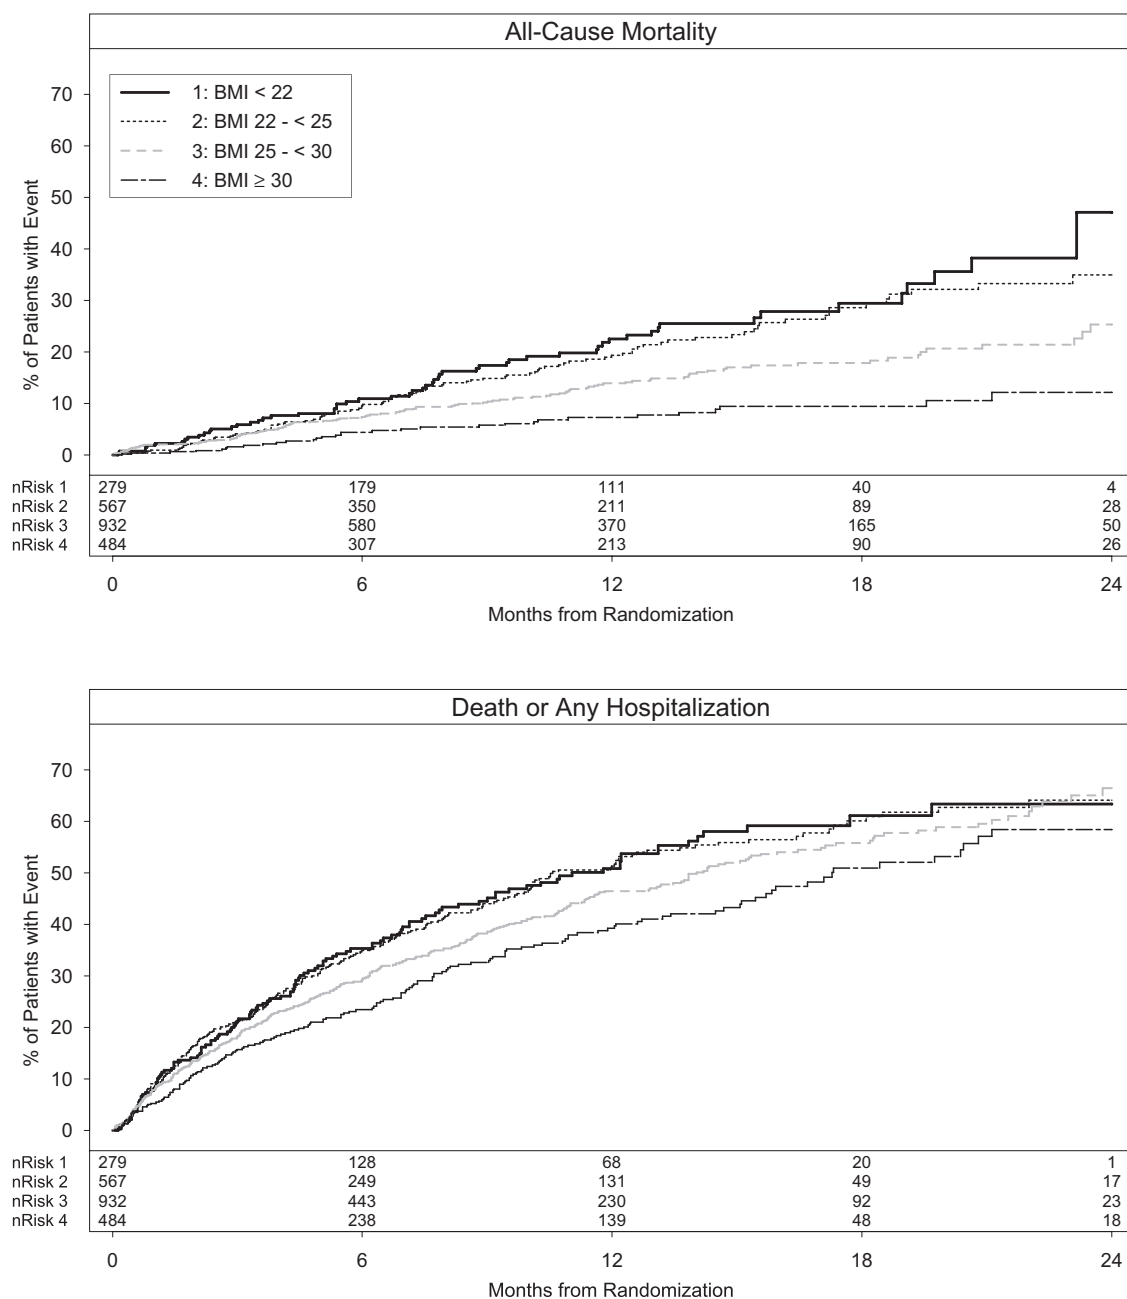 All-Cause Mortality
1: BMI < 22
2: BMI 22 - < 25
3: BMI 25 - < 30
4: BMI ≥ 30
% of Patients with Event
70
60
50
40
30
20
10
0
nRisk 1 279 179 111 40 4
nRisk 2 567 350 211 89 28
nRisk 3 932 580 370 165 50
nRisk 4 484 307 213 90 26
0 6 12 18 24
Months from Randomization
Death or Any Hospitalization
% of Patients with Event
70
60
50
40
30
20
10
0
nRisk 1 279 128 68 20 1
nRisk 2 567 249 131 49 17
nRisk 3 932 443 230 92 23
nRisk 4 484 238 139 48 18
0 6 12 18 24
Months from Randomization